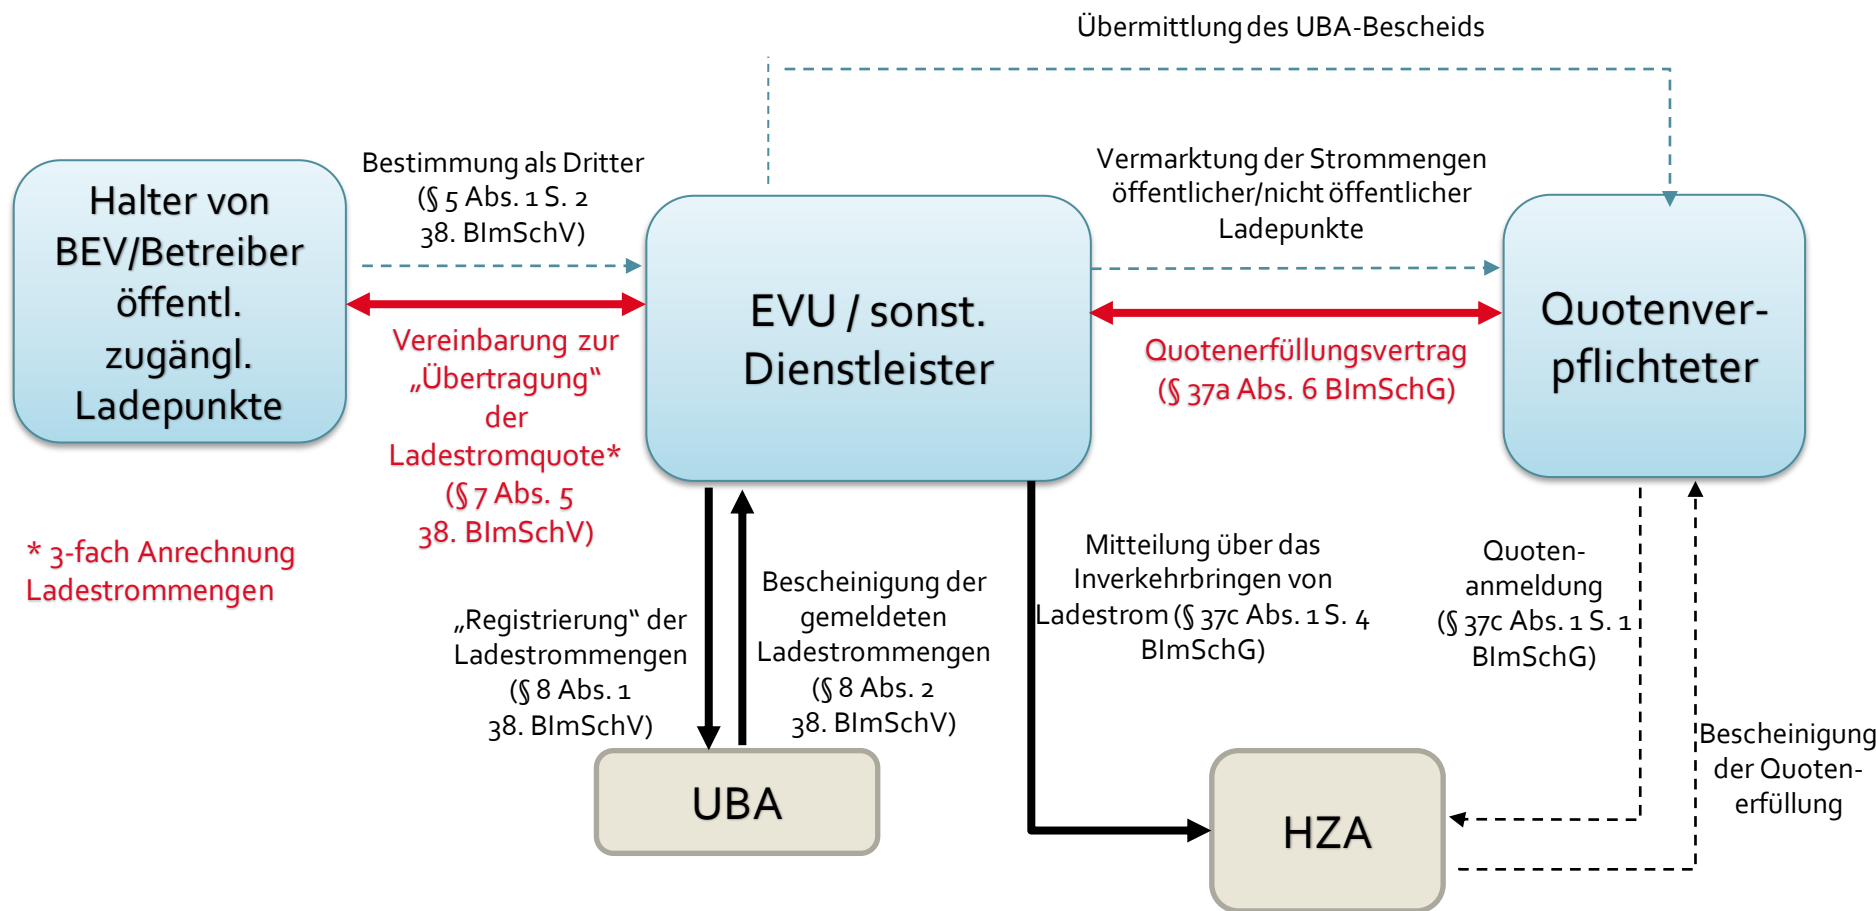 Übermittlung des UBA-Bescheids
Bestimmung als Dritter
(§ 5 Abs. 1 S. 2
38. BImSchV)
Vermarktung der Strommengen
öffentlicher/nicht öffentlicher
Ladepunkte
Halter von
BEV/Betreiber
öffentl.
zugängl.
Ladepunkte
EVU / sonst.
Dienstleister
Quotenver-
pflichteter
Vereinbarung zur
„Übertragung“
der
Ladestromquote*
(§ 7 Abs. 5
38. BImSchV)
Quotenerfüllungsvertrag
(§ 37a Abs. 6 BImSchG)
* 3-fach Anrechnung
Ladestrommengen
„Registrierung“ der
Ladestrommengen
(§ 8 Abs. 1
38. BImSchV)
Bescheinigung der
gemeldeten
Ladestrommengen
(§ 8 Abs. 2
38. BImSchV)
Mitteilung über das
Inverkehrbringen von
Ladestrom (§ 37c Abs. 1 S. 4
BImSchG)
Quoten-
anmeldung
(§ 37c Abs. 1 S. 1
BImSchG)
Bescheinigung
der Quoten-
erfüllung
UBA
HZA